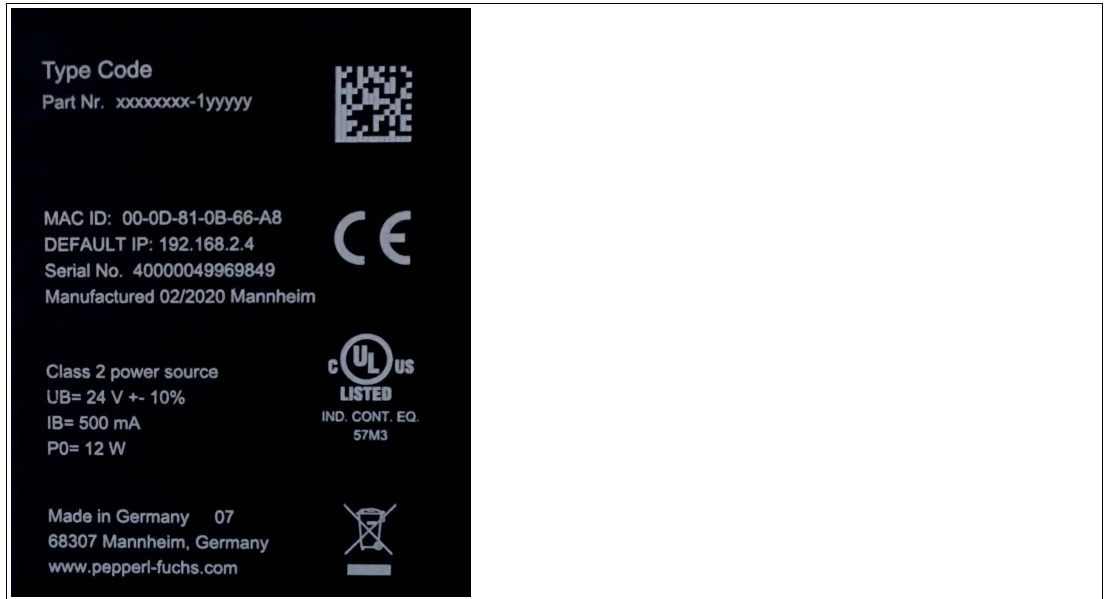 Type Code
Part Nr. xxxxxxxx-1yyyyy
MAC ID: 00-0D-81-0B-66-A8
DEFAULT IP: 192.168.2.4
Serial No. 40000049969849
Manufactured 02/2020 Mannheim
CE
Class 2 power source
UB= 24 V +- 10%
IB= 500 mA
P0= 12 W
C UL US
LISTED
IND. CONT. EQ.
57M3
Made in Germany 07
68307 Mannheim, Germany
www.pepperl-fuchs.com